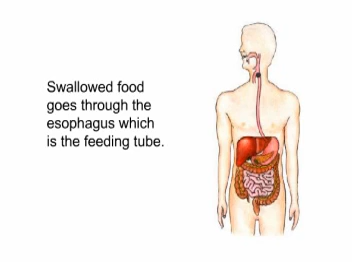 Swallowed food
goes through the
esophagus which
is the feeding tube.